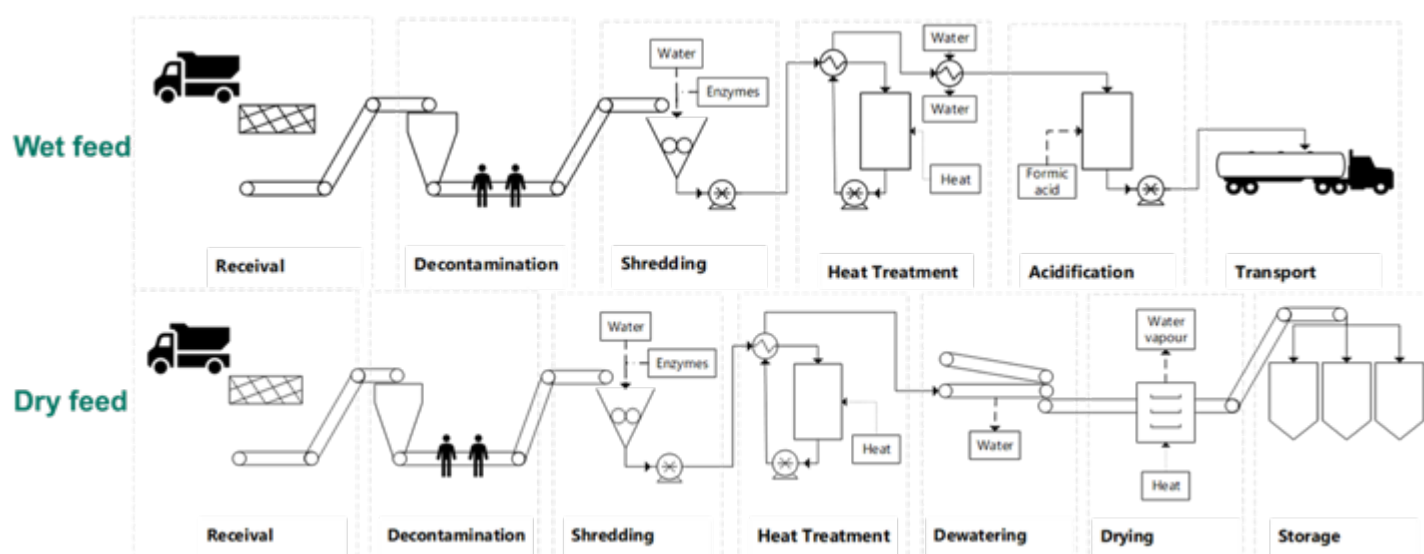 Wet feed
Water
Enzymes
Water
Water
Heat
Formic
acid
Receival
Decontamination
Shredding
Heat Treatment
Acidification
Transport
Dry feed
Water
Enzymes
Heat
Water
Water
vapour
Heat
Receival
Decontamination
Shredding
Heat Treatment
Dewatering
Drying
Storage